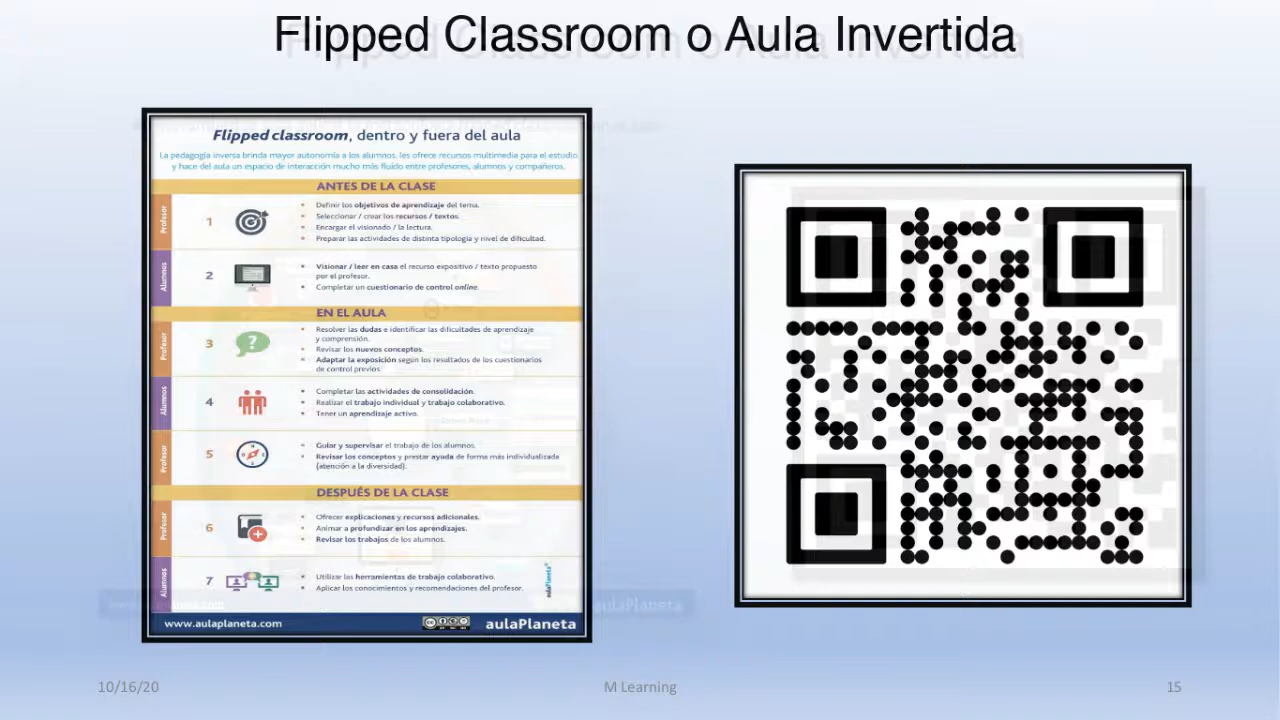 Flipped Classroom o Aula Invertida
Flipped classroom, dentro y fuera del aula
La pedagogía inversa brinda mayor autonomía a los alumnos, les ofrece recursos multimedia para el estudio
y hace del aula un espacio de interacción mucho más fluido entre profesores, alumnos y compañeros.
ANTES DE LA CLASE
Profesor
1
Definir los objetivos de aprendizaje del tema.
Seleccionar / crear los recursos / textos.
Encargar el visionado / la lectura.
Preparar las actividades de distinta tipología y nivel de dificultad.
Alumnos
2
Visionar / leer en casa el recurso expositivo / texto propuesto
por el profesor.
Completar un cuestionario de control online.
EN EL AULA
Profesor
3
Resolver las dudas e identificar las dificultades de aprendizaje
y comprensión.
Revisar los nuevos conceptos.
Adaptar la exposición según los resultados de los cuestionarios
de control previos.
Alumnos
4
Completar las actividades de consolidación.
Realizar el trabajo individual y trabajo colaborativo.
Tener un aprendizaje activo.
Profesor
5
Guiar y supervisar el trabajo de los alumnos.
Revisar los conceptos y prestar ayuda de forma más individualizada
(atención a la diversidad).
DESPUÉS DE LA CLASE
Profesor
6
Ofrecer explicaciones y recursos adicionales.
Animar a profundizar en los aprendizajes.
Revisar los trabajos de los alumnos.
Alumnos
7
Utilizar las herramientas de trabajo colaborativo.
Aplicar los conocimientos y recomendaciones del profesor.
aulaPlaneta
www.aulaplaneta.com
aulaPlaneta
10/16/20
M Learning
15